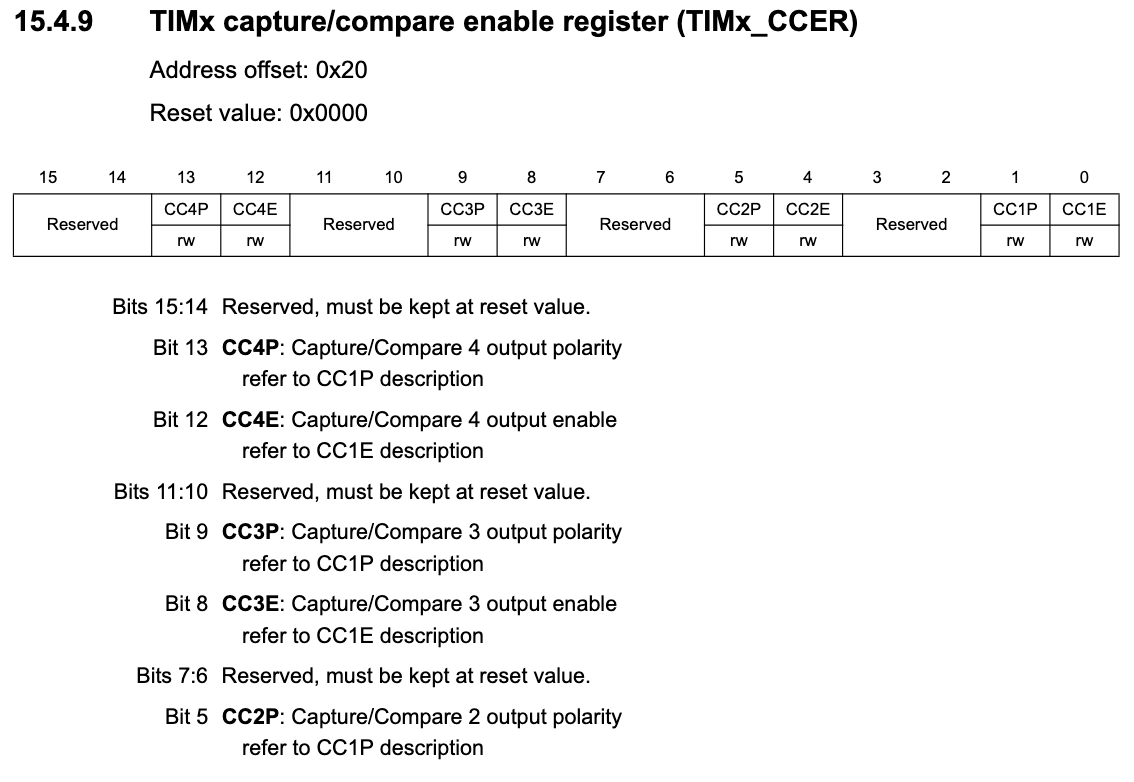 15.4.9 TIMx capture/compare enable register (TIMx_CCER)
Address offset: 0x20
Reset value: 0x0000
15 14 13 12 11 10 9 8 7 6 5 4 3 2 1 0
Reserved CC4P CC4E Reserved CC3P CC3E Reserved CC2P CC2E Reserved CC1P CC1E
rw rw rw rw rw rw rw rw
Bits 15:14 Reserved, must be kept at reset value.
Bit 13 CC4P: Capture/Compare 4 output polarity
refer to CC1P description
Bit 12 CC4E: Capture/Compare 4 output enable
refer to CC1E description
Bits 11:10 Reserved, must be kept at reset value.
Bit 9 CC3P: Capture/Compare 3 output polarity
refer to CC1P description
Bit 8 CC3E: Capture/Compare 3 output enable
refer to CC1E description
Bits 7:6 Reserved, must be kept at reset value.
Bit 5 CC2P: Capture/Compare 2 output polarity
refer to CC1P description